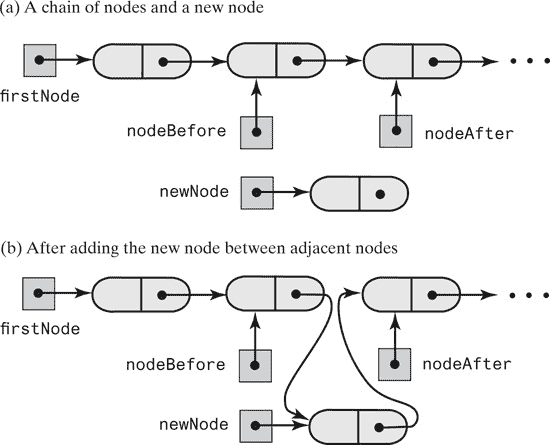 (a) A chain of nodes and a new node
firstNode
nodeBefore
nodeAfter
newNode
(b) After adding the new node between adjacent nodes
firstNode
nodeBefore
nodeAfter
newNode